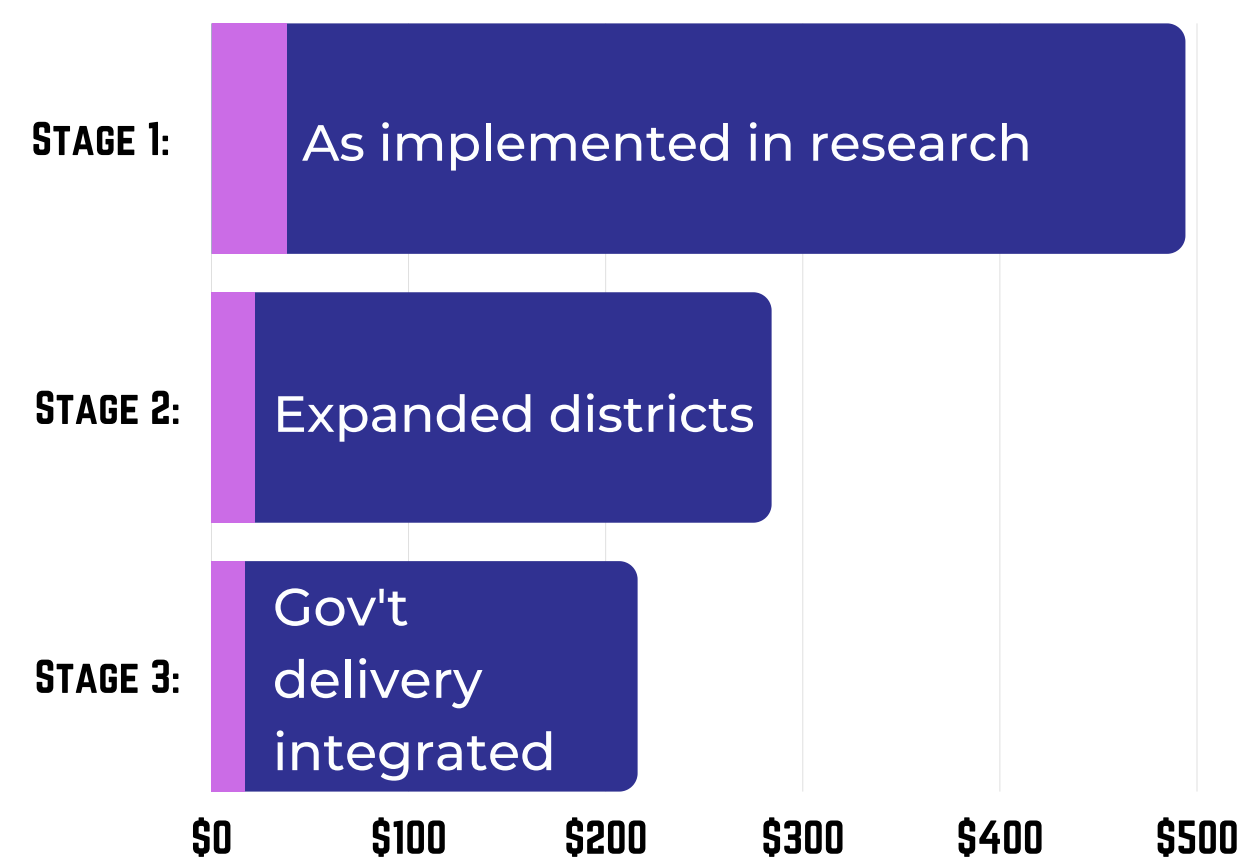 Stage 1:
As implemented in research
Stage 2:
Expanded districts
Stage 3:
Gov't
delivery
integrated
$0 $100 $200 $300 $400 $500